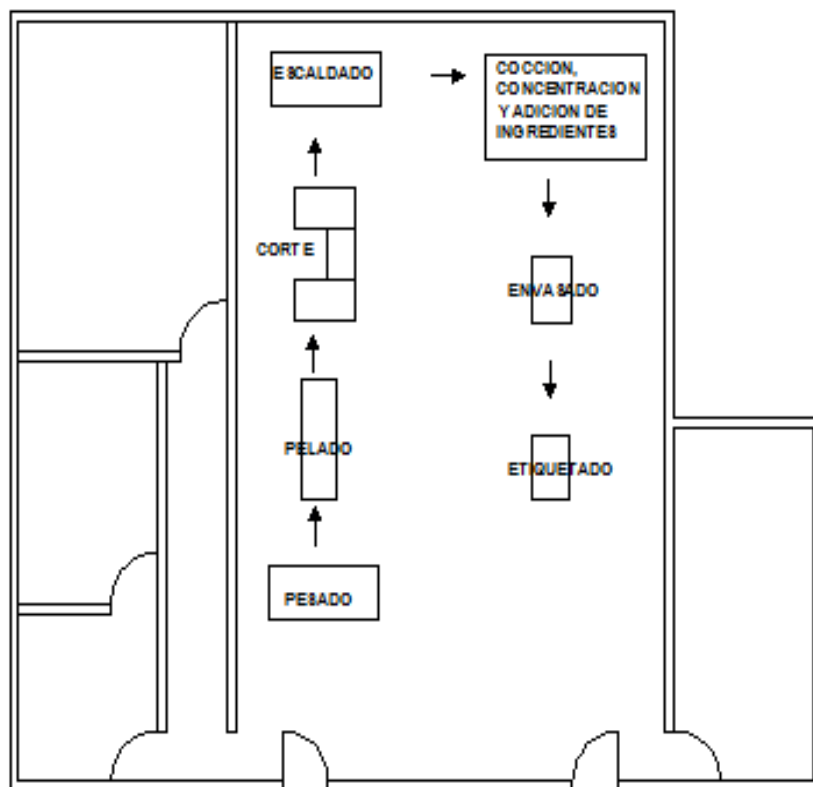 ESCALDADO
COCCION,
CONCENTRACION
Y ADICION DE
INGREDIENTES
CORTE
ENVASADO
PELADO
ETIQUETADO
PESADO